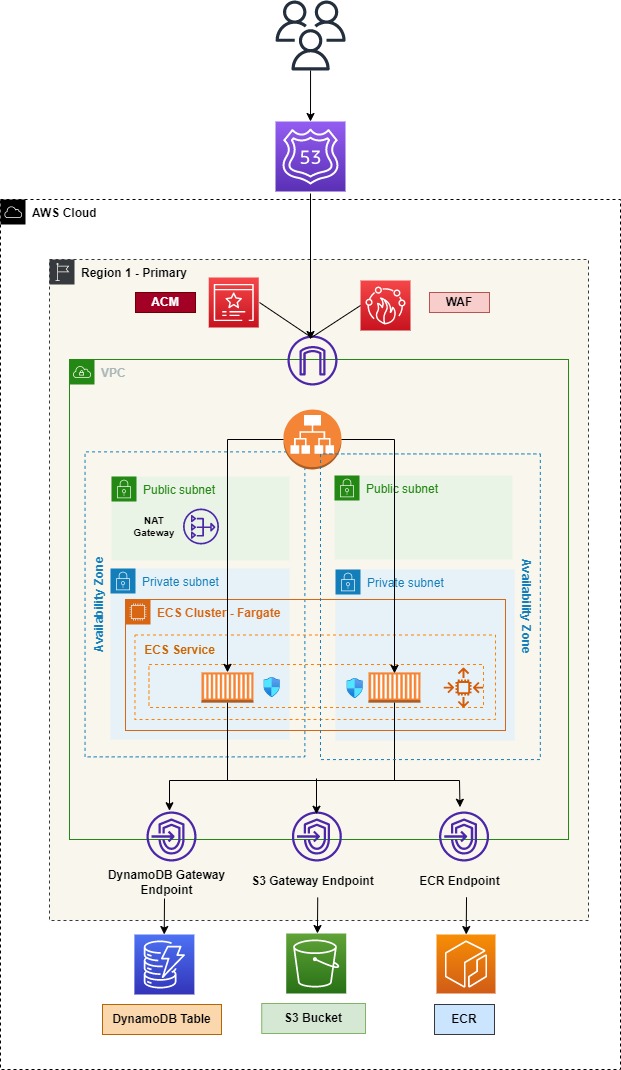 53
AWS Cloud
Region 1 - Primary
ACM
WAF
VPC
Public subnet
Public subnet
NAT
Gateway
Availability Zone
Availability Zone
Private subnet
Private subnet
ECS Cluster - Fargate
ECS Service
DynamoDB Gateway
Endpoint
S3 Gateway Endpoint
ECR Endpoint
DynamoDB Table
S3 Bucket
ECR